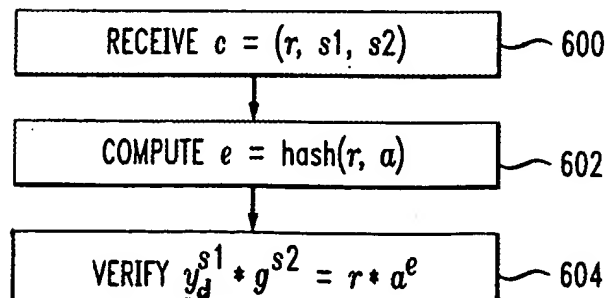 RECEIVE c = (r, s1, s2) 600
COMPUTE e = hash(r, a) 602
VERIFY y_d^s1 * g^s2 = r * a^e 604